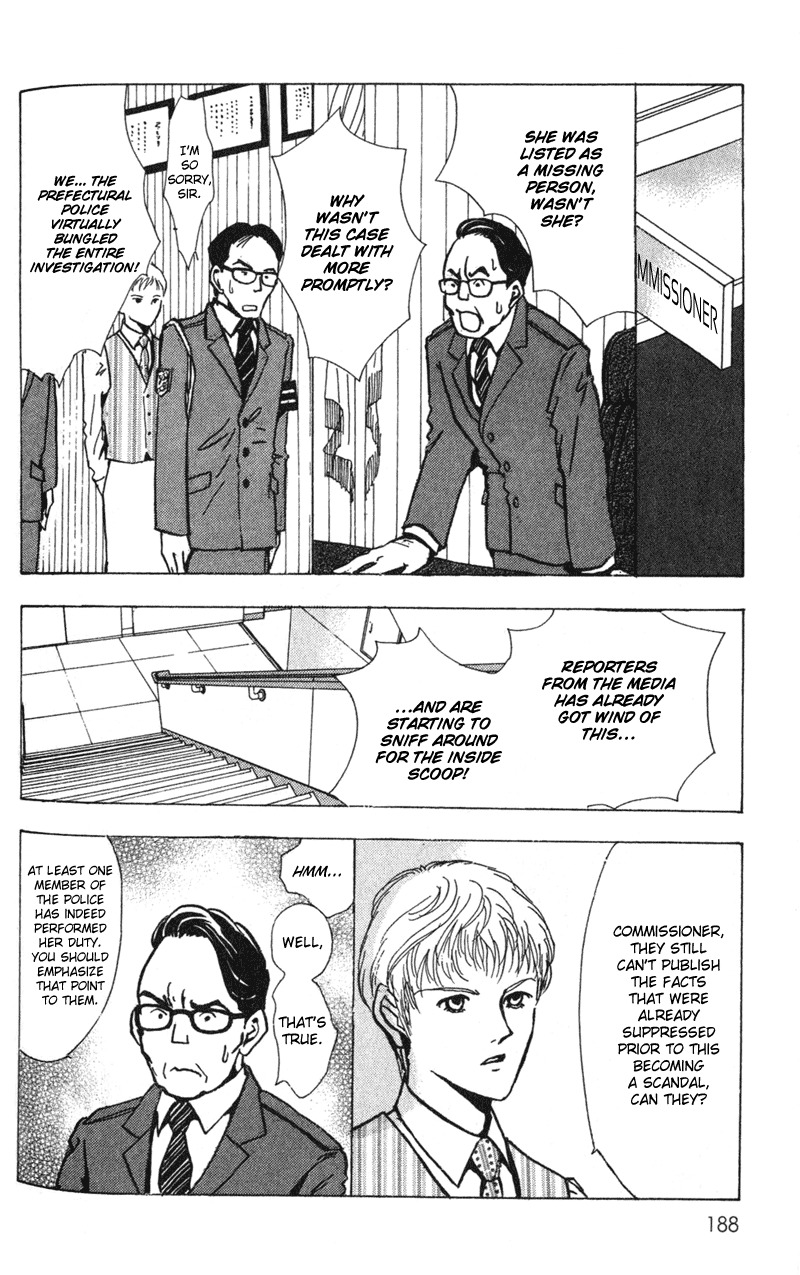 MMISSIONER
SHE WAS
LISTED AS
A MISSING
PERSON,
WASN'T
SHE?
WHY
WASN'T
THIS CASE
DEALT WITH
MORE
PROMPTLY?
I'M
SO
SORRY,
SIR.
WE... THE
PREFECTURAL
POLICE
VIRTUALLY
BUNGLED
THE ENTIRE
INVESTIGATION!
REPORTERS
FROM THE MEDIA
HAS ALREADY
GOT WIND OF
THIS...
...AND ARE
STARTING TO
SNIFF AROUND
FOR THE INSIDE
SCOOP!
COMMISSIONER,
THEY STILL
CAN'T PUBLISH
THE FACTS
THAT WERE
ALREADY
SUPPRESSED
PRIOR TO THIS
BECOMING
A SCANDAL,
CAN THEY?
HMM...
WELL,
THAT'S
TRUE.
AT LEAST ONE
MEMBER OF
THE POLICE
HAS INDEED
PERFORMED
HER DUTY.
YOU SHOULD
EMPHASIZE
THAT POINT
TO THEM.
188